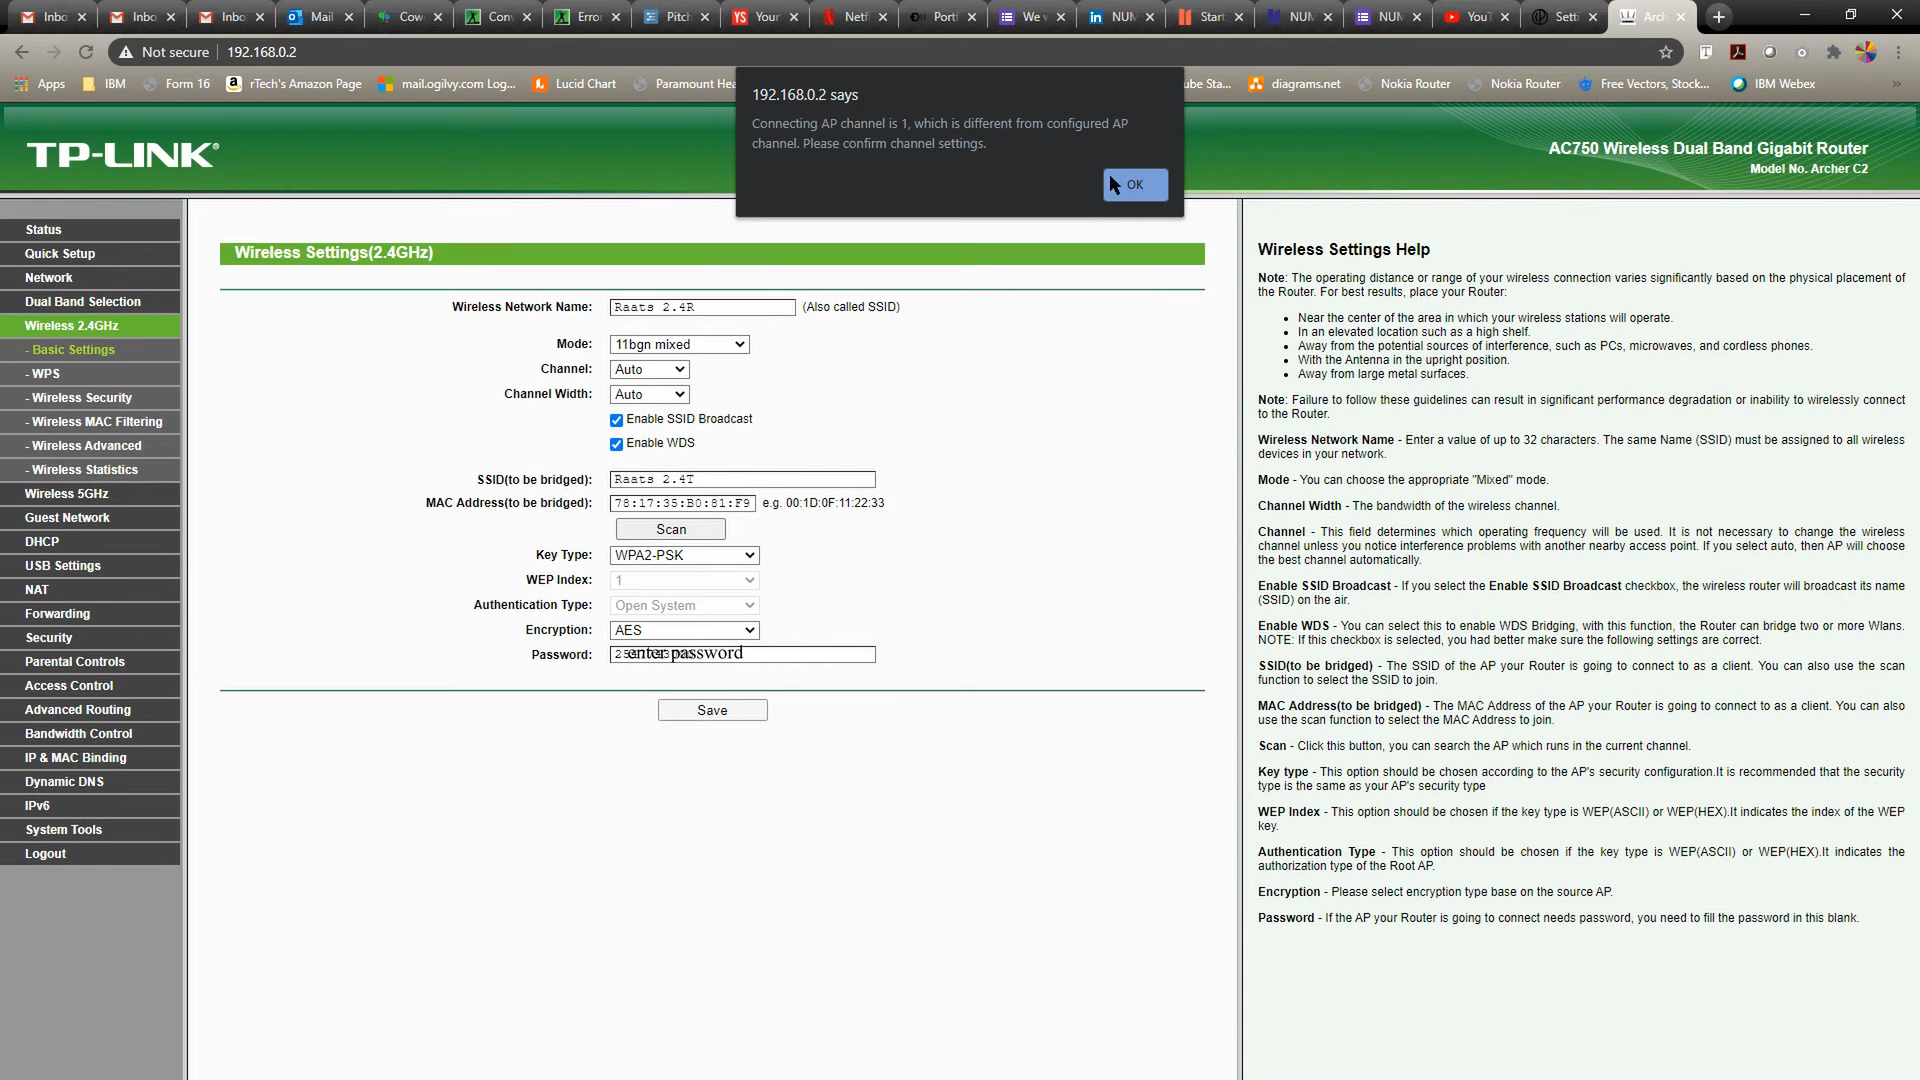 Inbo
Inbo
Inbo
Mail
Cow
Con
Erro
Pitch
Your
Netf
Portf
We
NUM
Start
NUM
NUM
YouT
Setti
Arch
Not secure
192.168.0.2
Apps
IBM
Form 16
rTech's Amazon Page
mail.ogilvy.com Log...
Lucid Chart
Paramount Hea
ube Sta...
diagrams.net
Nokia Router
Nokia Router
Free Vectors, Stock...
IBM Webex
192.168.0.2 says
Connecting AP channel is 1, which is different from configured AP
channel. Please confirm channel settings.
OK
TP-LINK®
AC750 Wireless Dual Band Gigabit Router
Model No. Archer C2
Status
Quick Setup
Network
Dual Band Selection
Wireless 2.4GHz
- Basic Settings
- WPS
- Wireless Security
- Wireless MAC Filtering
- Wireless Advanced
- Wireless Statistics
Wireless 5GHz
Guest Network
DHCP
USB Settings
NAT
Forwarding
Security
Parental Controls
Access Control
Advanced Routing
Bandwidth Control
IP & MAC Binding
Dynamic DNS
IPv6
System Tools
Logout
Wireless Settings(2.4GHz)
Wireless Network Name: Raats 2.4R (Also called SSID)
Mode: 11bgn mixed
Channel: Auto
Channel Width: Auto
Enable SSID Broadcast
Enable WDS
SSID(to be bridged): Raats 2.4T
MAC Address(to be bridged): 78:17:35:B0:81:F9 e.g. 00:1D:0F:11:22:33
Scan
Key Type: WPA2-PSK
WEP Index: 1
Authentication Type: Open System
Encryption: AES
Password: enter password
Save
Wireless Settings Help
Note: The operating distance or range of your wireless connection varies significantly based on the physical placement of
the Router. For best results, place your Router:
Near the center of the area in which your wireless stations will operate.
In an elevated location such as a high shelf.
Away from the potential sources of interference, such as PCs, microwaves, and cordless phones.
With the Antenna in the upright position.
Away from large metal surfaces.
Note: Failure to follow these guidelines can result in significant performance degradation or inability to wirelessly connect
to the Router.
Wireless Network Name - Enter a value of up to 32 characters. The same Name (SSID) must be assigned to all wireless
devices in your network.
Mode - You can choose the appropriate "Mixed" mode.
Channel Width - The bandwidth of the wireless channel.
Channel - This field determines which operating frequency will be used. It is not necessary to change the wireless
channel unless you notice interference problems with another nearby access point. If you select auto, then AP will choose
the best channel automatically.
Enable SSID Broadcast - If you select the Enable SSID Broadcast checkbox, the wireless router will broadcast its name
(SSID) on the air.
Enable WDS - You can select this to enable WDS Bridging, with this function, the Router can bridge two or more Wlans.
NOTE: If this checkbox is selected, you had better make sure the following settings are correct.
SSID(to be bridged) - The SSID of the AP your Router is going to connect to as a client. You can also use the scan
function to select the SSID to join.
MAC Address(to be bridged) - The MAC Address of the AP your Router is going to connect to as a client. You can also
use the scan function to select the MAC Address to join.
Scan - Click this button, you can search the AP which runs in the current channel.
Key type - This option should be chosen according to the AP's security configuration.It is recommended that the security
type is the same as your AP's security type
WEP Index - This option should be chosen if the key type is WEP(ASCII) or WEP(HEX).It indicates the index of the WEP
key.
Authentication Type - This option should be chosen if the key type is WEP(ASCII) or WEP(HEX).It indicates the
authorization type of the Root AP.
Encryption - Please select encryption type base on the source AP.
Password - If the AP your Router is going to connect needs password, you need to fill the password in this blank.